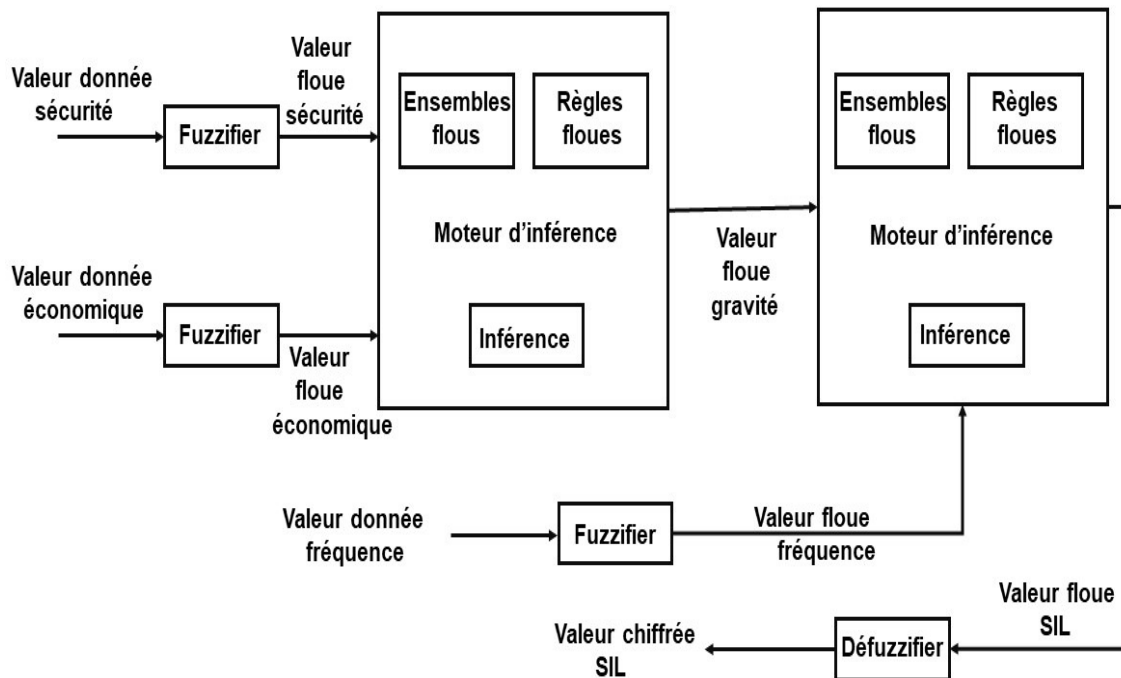 Valeur donnée
sécurité
Fuzzifier
Valeur
floue
sécurité
Ensembles
flous
Règles
floues
Moteur d'inférence
Inférence
Valeur donnée
économique
Fuzzifier
Valeur
floue
économique
Valeur
floue
gravité
Ensembles
flous
Règles
floues
Moteur d'inférence
Inférence
Valeur donnée
fréquence
Fuzzifier
Valeur floue
fréquence
Valeur floue
SIL
Défuzzifier
Valeur chiffrée
SIL